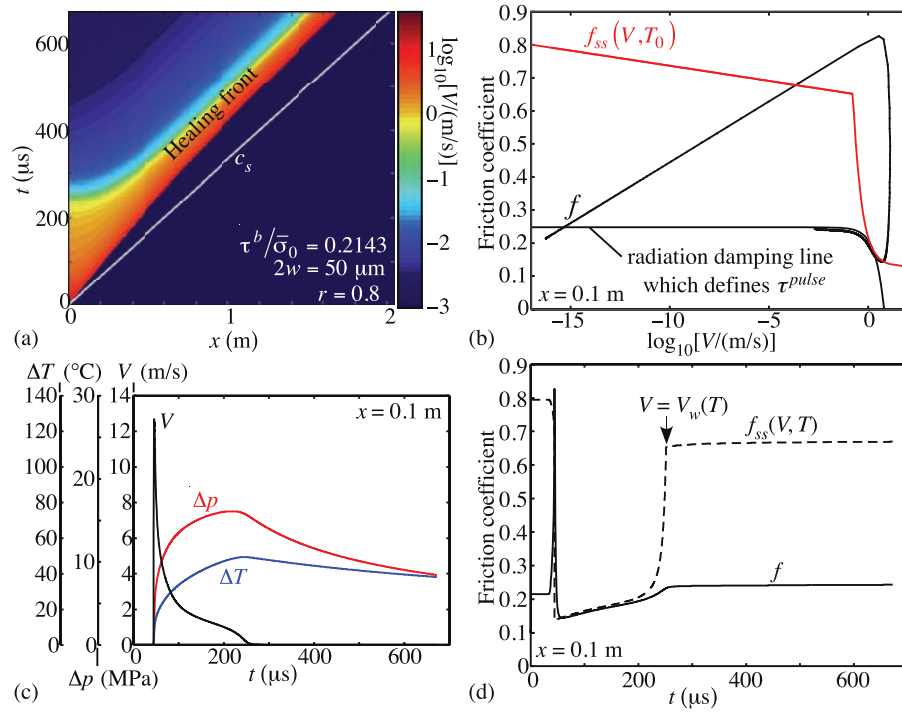 600
400
200
0
t (μs)
0
1
2
x (m)
(a)
Healing front
c_s
τ^b/σ̄_0 = 0.2143
2w = 50 μm
r = 0.8
1
0
−1
−2
−3
log_10[V/(m/s)]
0.9
0.8
0.7
0.6
0.5
0.4
0.3
0.2
0.1
0
Friction coefficient
f_ss(V,T_0)
f
radiation damping line
which defines τ^pulse
x = 0.1 m
−15
−10
−5
0
log_10[V/(m/s)]
(b)
ΔT (°C)
V (m/s)
140
120
100
80
60
40
20
0
30
20
10
0
Δp (MPa)
14
12
10
8
6
4
2
0
x = 0.1 m
V
Δp
ΔT
0
200
400
600
t (μs)
(c)
0.9
0.8
0.7
0.6
0.5
0.4
0.3
0.2
0.1
0
Friction coefficient
V = V_w(T)
f_ss(V, T)
f
x = 0.1 m
0
200
400
600
t (μs)
(d)